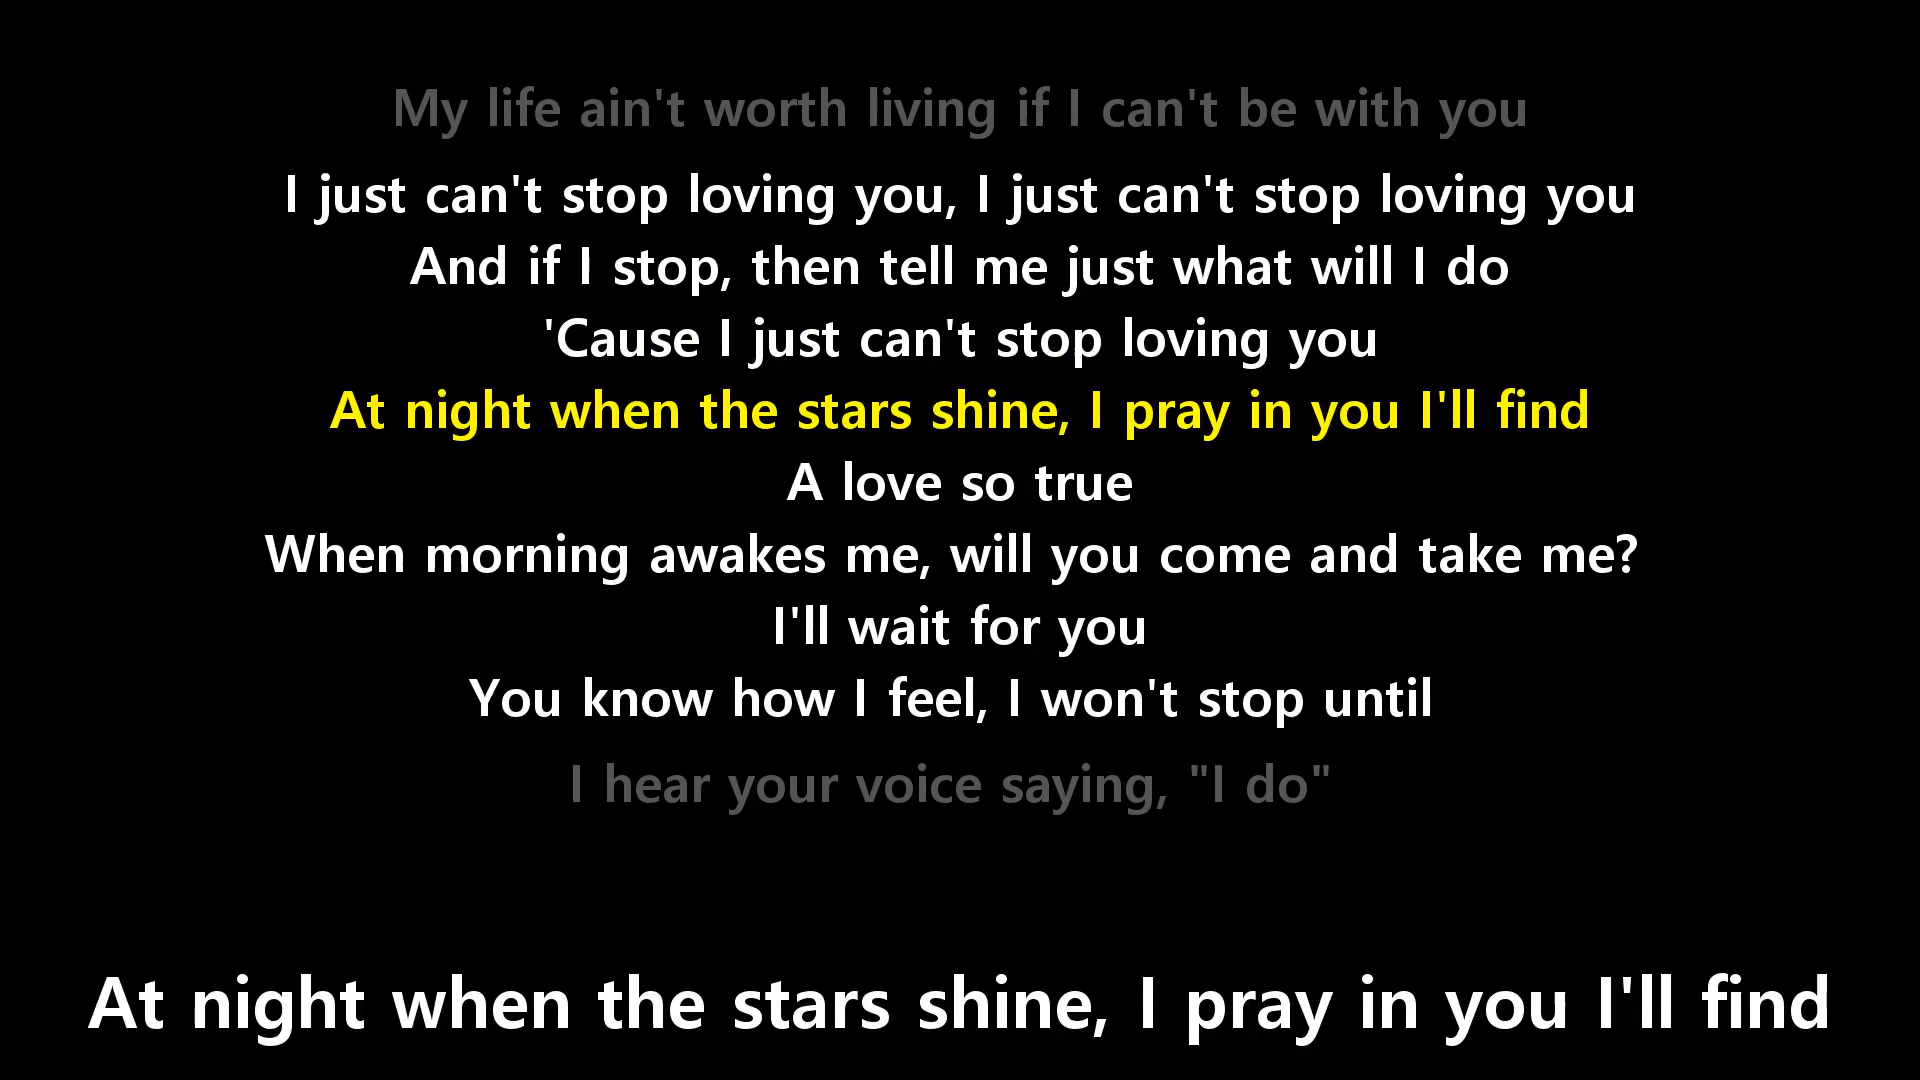 My life ain't worth living if I can't be with you
I just can't stop loving you, I just can't stop loving you
And if I stop, then tell me just what will I do
'Cause I just can't stop loving you
At night when the stars shine, I pray in you I'll find
A love so true
When morning awakes me, will you come and take me?
I'll wait for you
You know how I feel, I won't stop until
I hear your voice saying, "I do"
At night when the stars shine, I pray in you I'll find